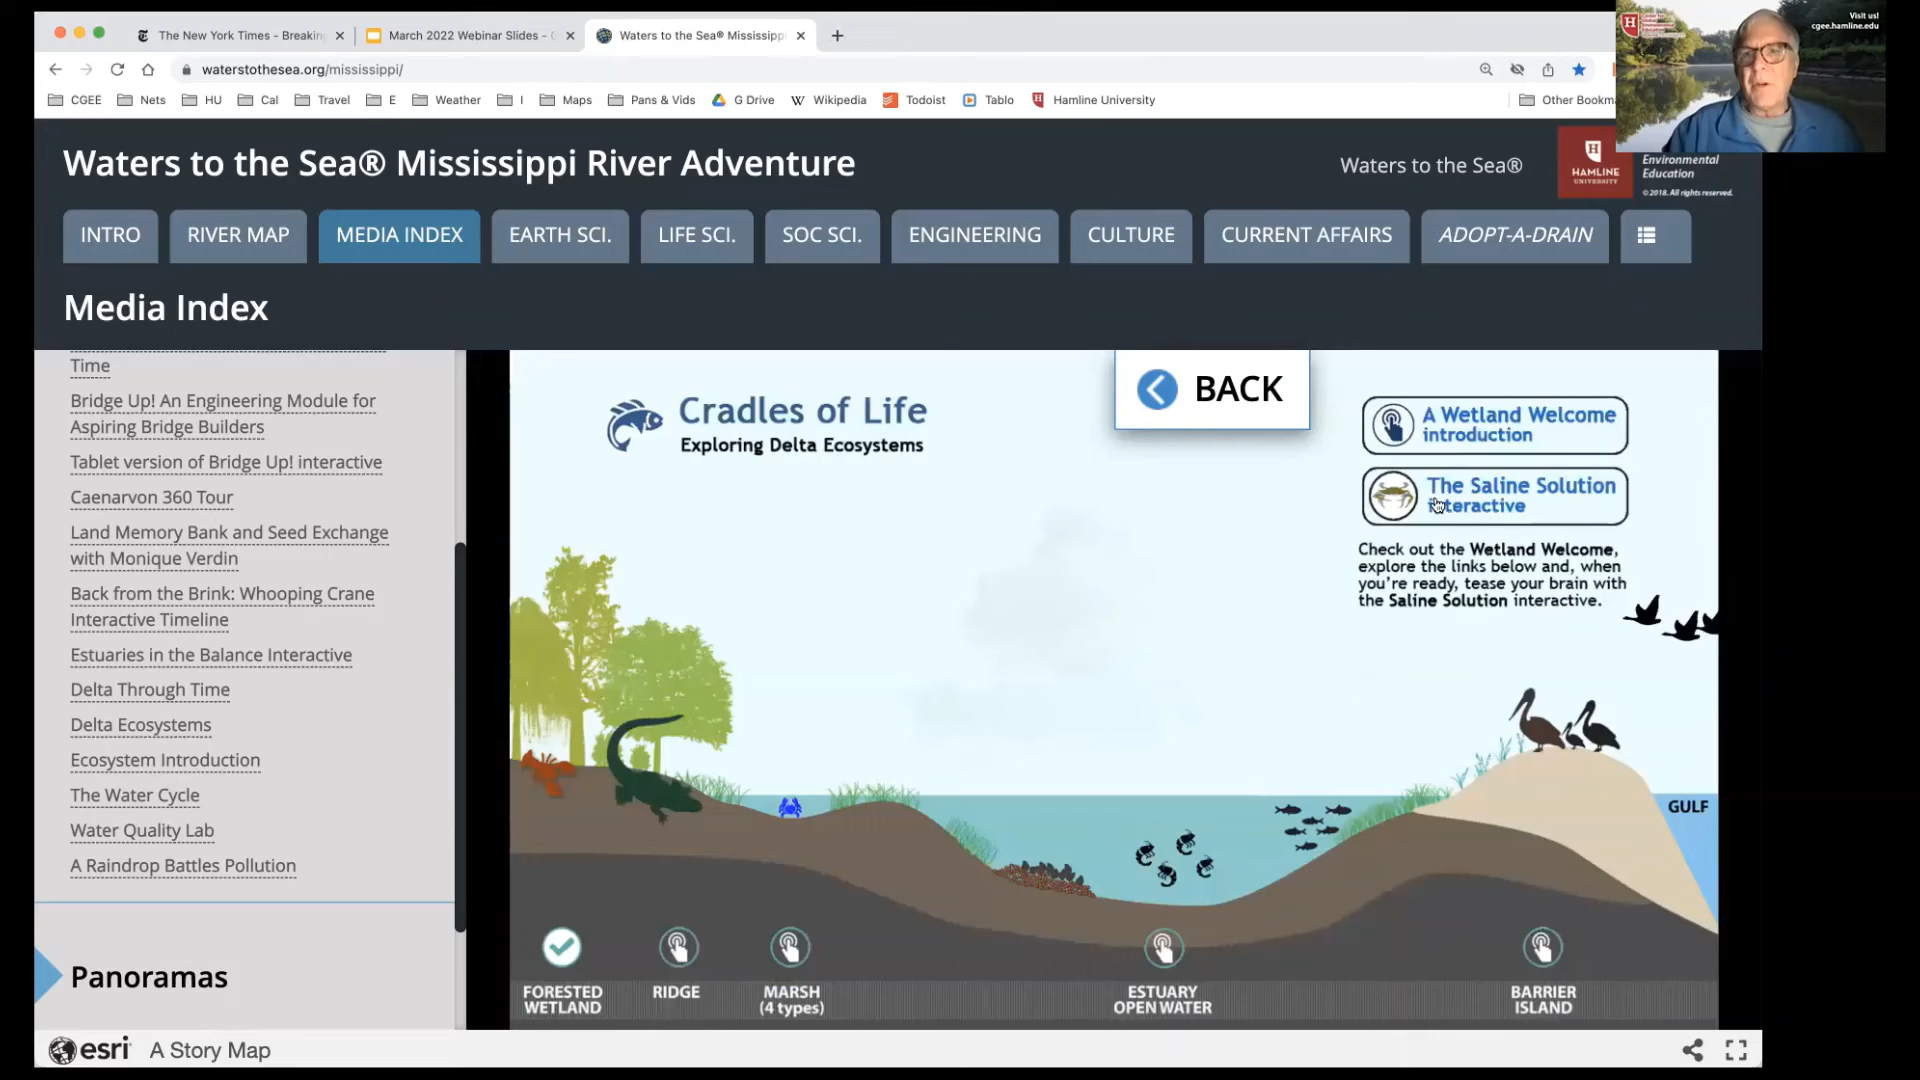 The New York Times - Breaking
March 2022 Webinar Slides -
Waters to the Sea® Mississippi
waterstothesea.org/mississippi/
CGEE
Nets
HU
Cal
Travel
E
Weather
I
Maps
Pans & Vids
G Drive
Wikipedia
Todoist
Tablo
Hamline University
Other Bookma
Visit us!
cgee.hamline.edu
Waters to the Sea® Mississippi River Adventure
Waters to the Sea®
HAMLINE
UNIVERSITY
Environmental
Education
©2018. All rights reserved.
INTRO
RIVER MAP
MEDIA INDEX
EARTH SCI.
LIFE SCI.
SOC SCI.
ENGINEERING
CULTURE
CURRENT AFFAIRS
ADOPT-A-DRAIN
Media Index
Time
Bridge Up! An Engineering Module for
Aspiring Bridge Builders
Tablet version of Bridge Up! interactive
Caenarvon 360 Tour
Land Memory Bank and Seed Exchange
with Monique Verdin
Back from the Brink: Whooping Crane
Interactive Timeline
Estuaries in the Balance Interactive
Delta Through Time
Delta Ecosystems
Ecosystem Introduction
The Water Cycle
Water Quality Lab
A Raindrop Battles Pollution
Panoramas
Cradles of Life
Exploring Delta Ecosystems
BACK
A Wetland Welcome
introduction
The Saline Solution
interactive
Check out the Wetland Welcome,
explore the links below and, when
you're ready, tease your brain with
the Saline Solution interactive.
GULF
FORESTED
WETLAND
RIDGE
MARSH
(4 types)
ESTUARY
OPEN WATER
BARRIER
ISLAND
esri
A Story Map